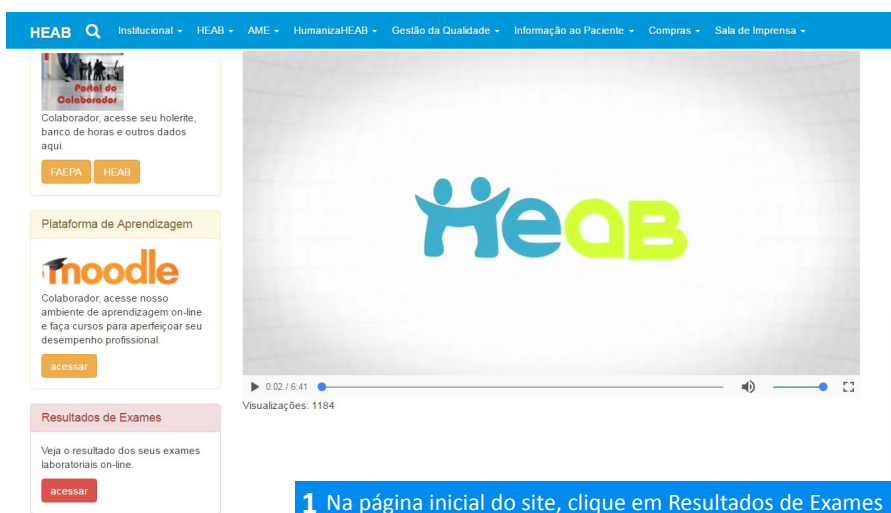 HEAB Institucional HEAB AME HumanizaHEAB Gestão da Qualidade Informação ao Paciente Compras Sala de Imprensa
Portal do
Colaborador
Colaborador, acesse seu holerite,
banco de horas e outros dados
aqui.
FAEPA HEAB
Plataforma de Aprendizagem
moodle
Colaborador, acesse nosso
ambiente de aprendizagem on-line
e faça cursos para aperfeiçoar seu
desempenho profissional.
acessar
Resultados de Exames
Veja o resultado dos seus exames
laboratoriais on-line.
acessar
HeaB
0:02 / 6:41
Visualizações: 1184
1 Na página inicial do site, clique em Resultados de Exames